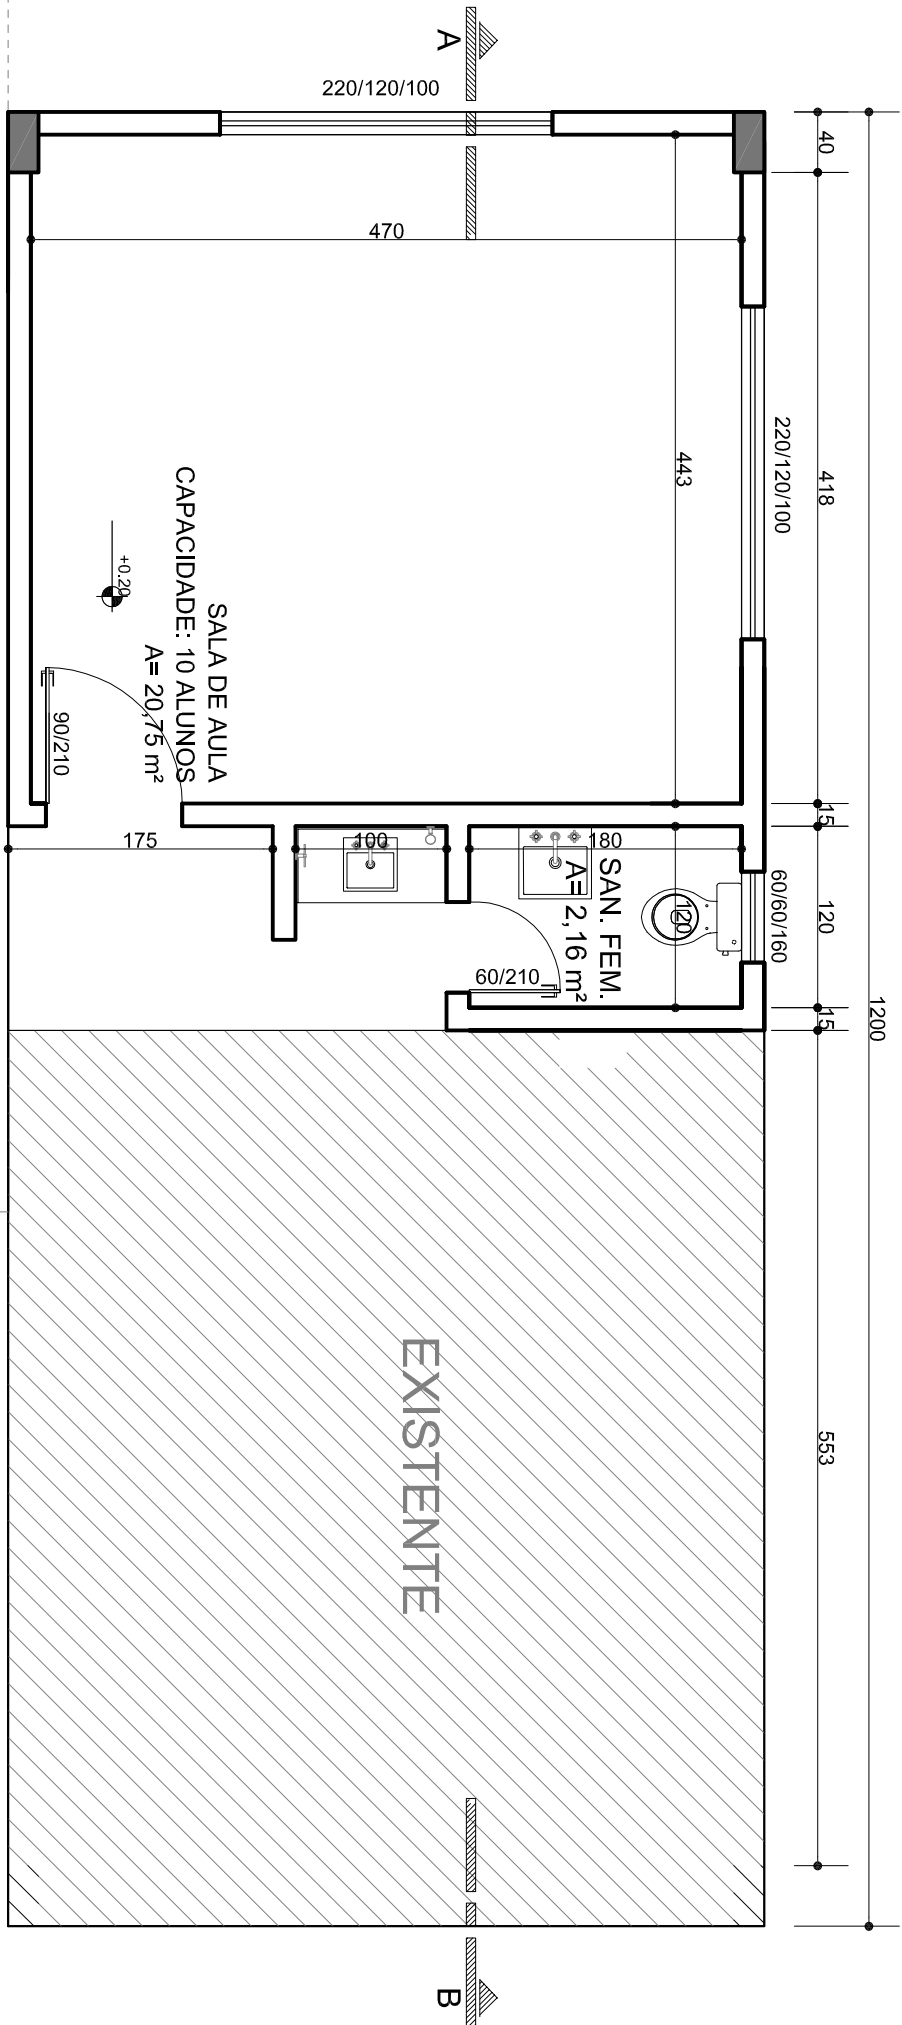 A
220/120/100
40
470
443
220/120/100
418
SALA DE AULA
CAPACIDADE: 10 ALUNOS
A= 20,75 m²
+0.20
90/210
15
175
100
180
SAN. FEM.
A= 2,16 m²
120
60/60/160
120
60/210
15
1200
EXISTENTE
553
B